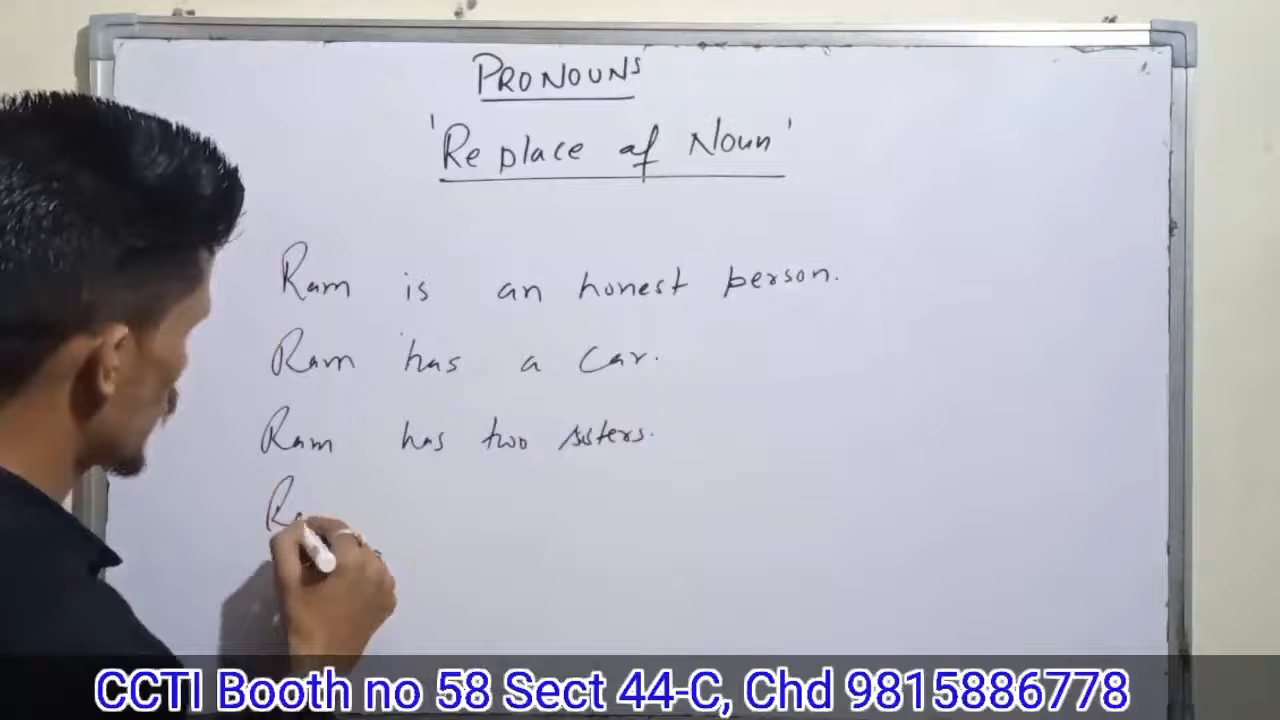 PRONOUNS
'Replace of Noun'
Ram is an honest person.
Ram has a car.
Ram has two sisters.
Ra
CCTI Booth no 58 Sect 44-C, Chd 9815886778